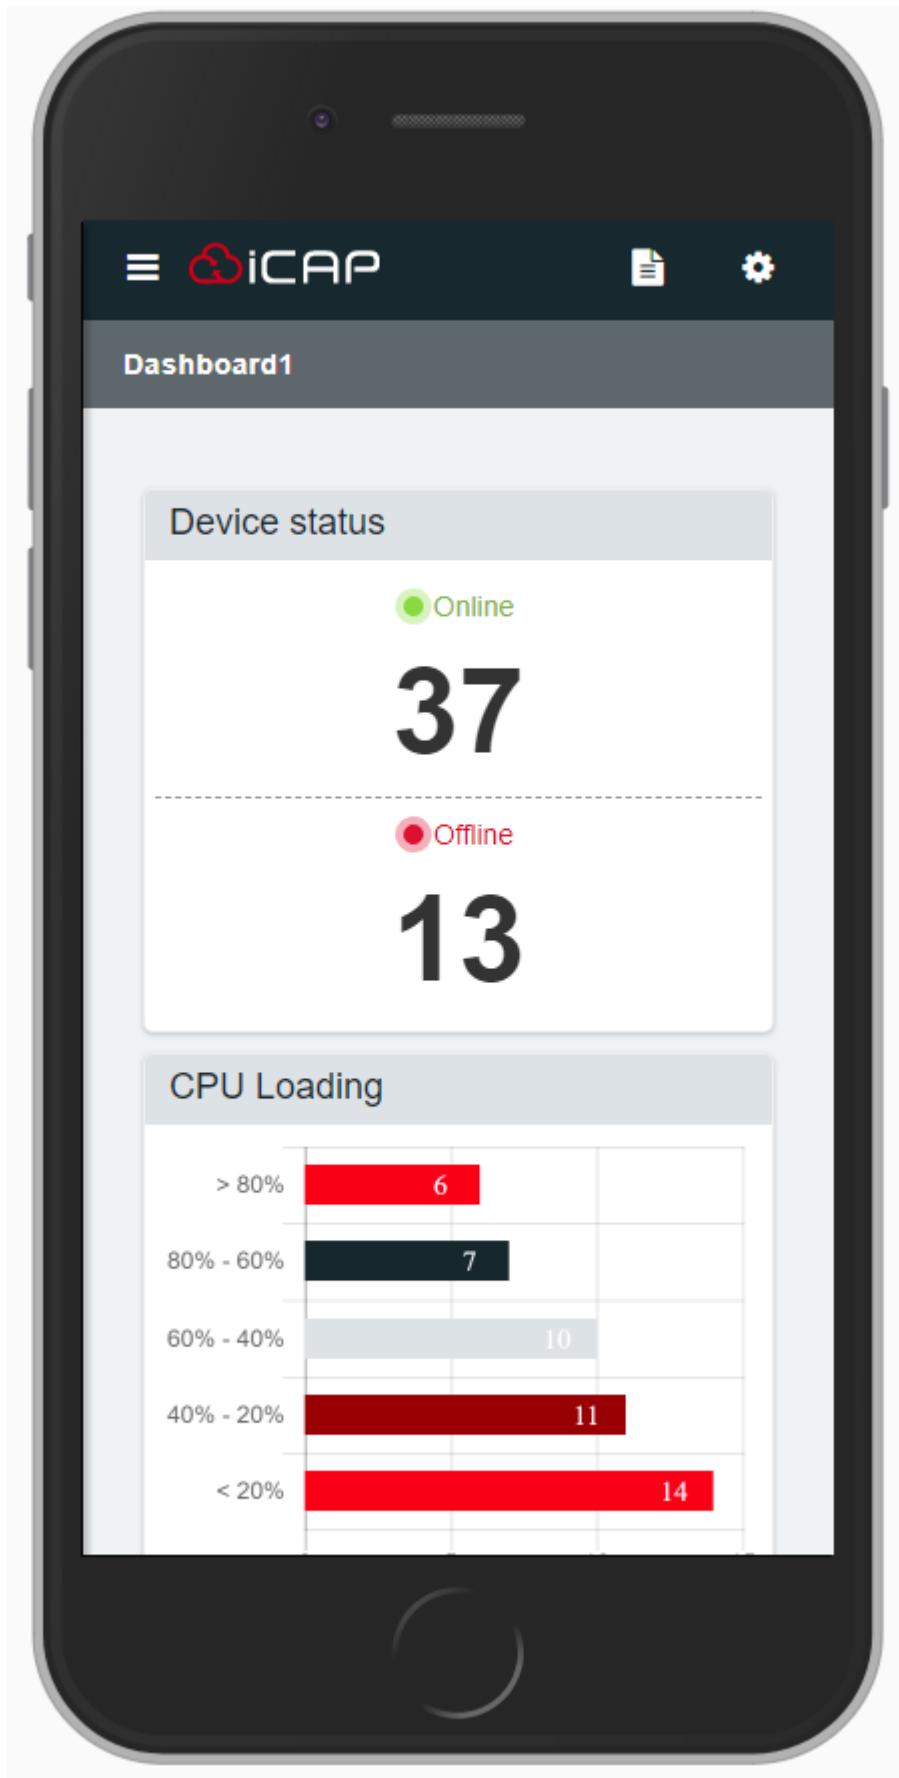 iCAP
Dashboard1
Device status
Online
37
Offline
13
CPU Loading
> 80% 6
80% - 60% 7
60% - 40% 10
40% - 20% 11
< 20% 14